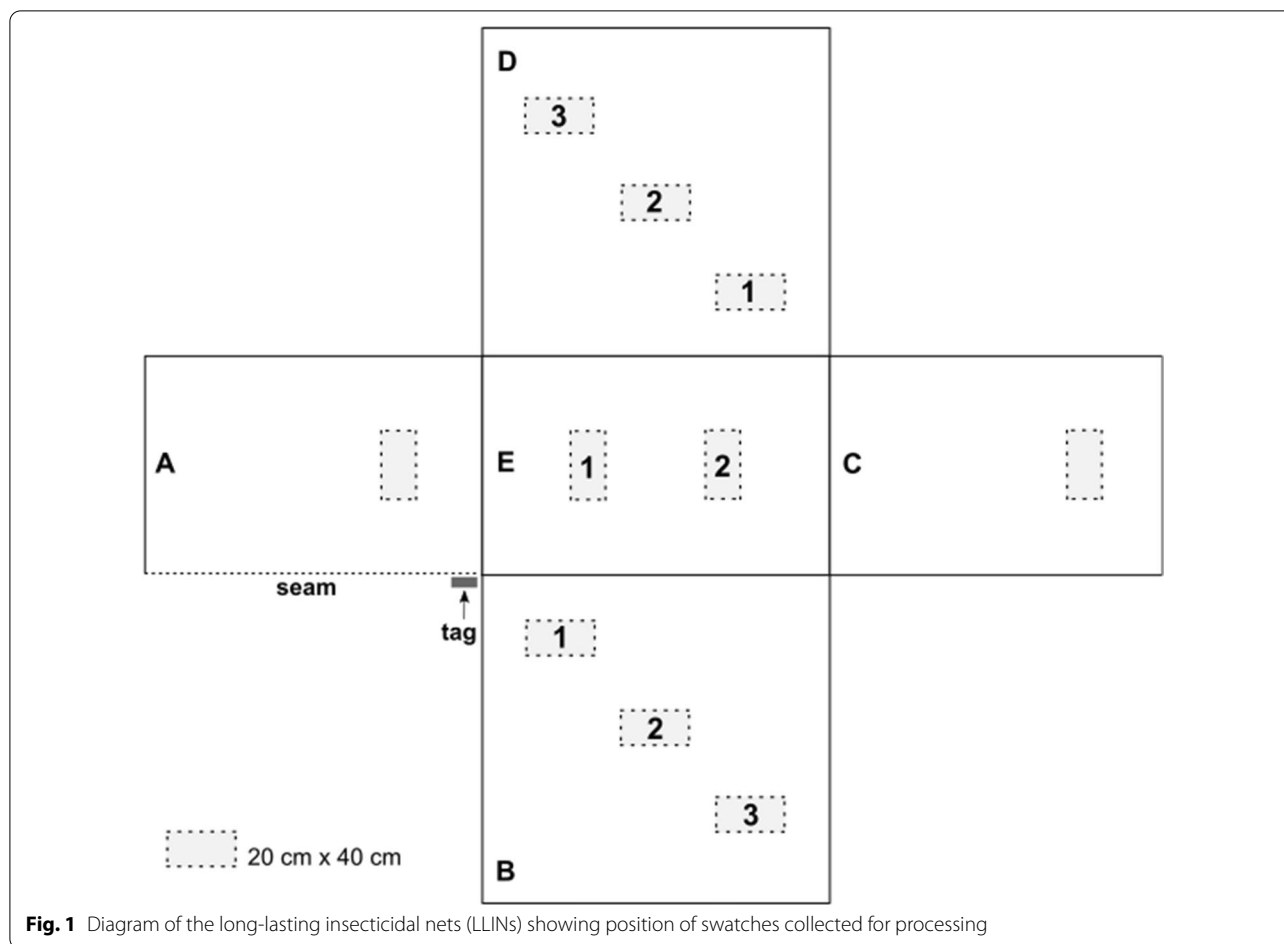 D
3
2
1
A
E
1
2
C
seam
tag
1
2
3
20 cm x 40 cm
B
Fig. 1 Diagram of the long-lasting insecticidal nets (LLINs) showing position of swatches collected for processing